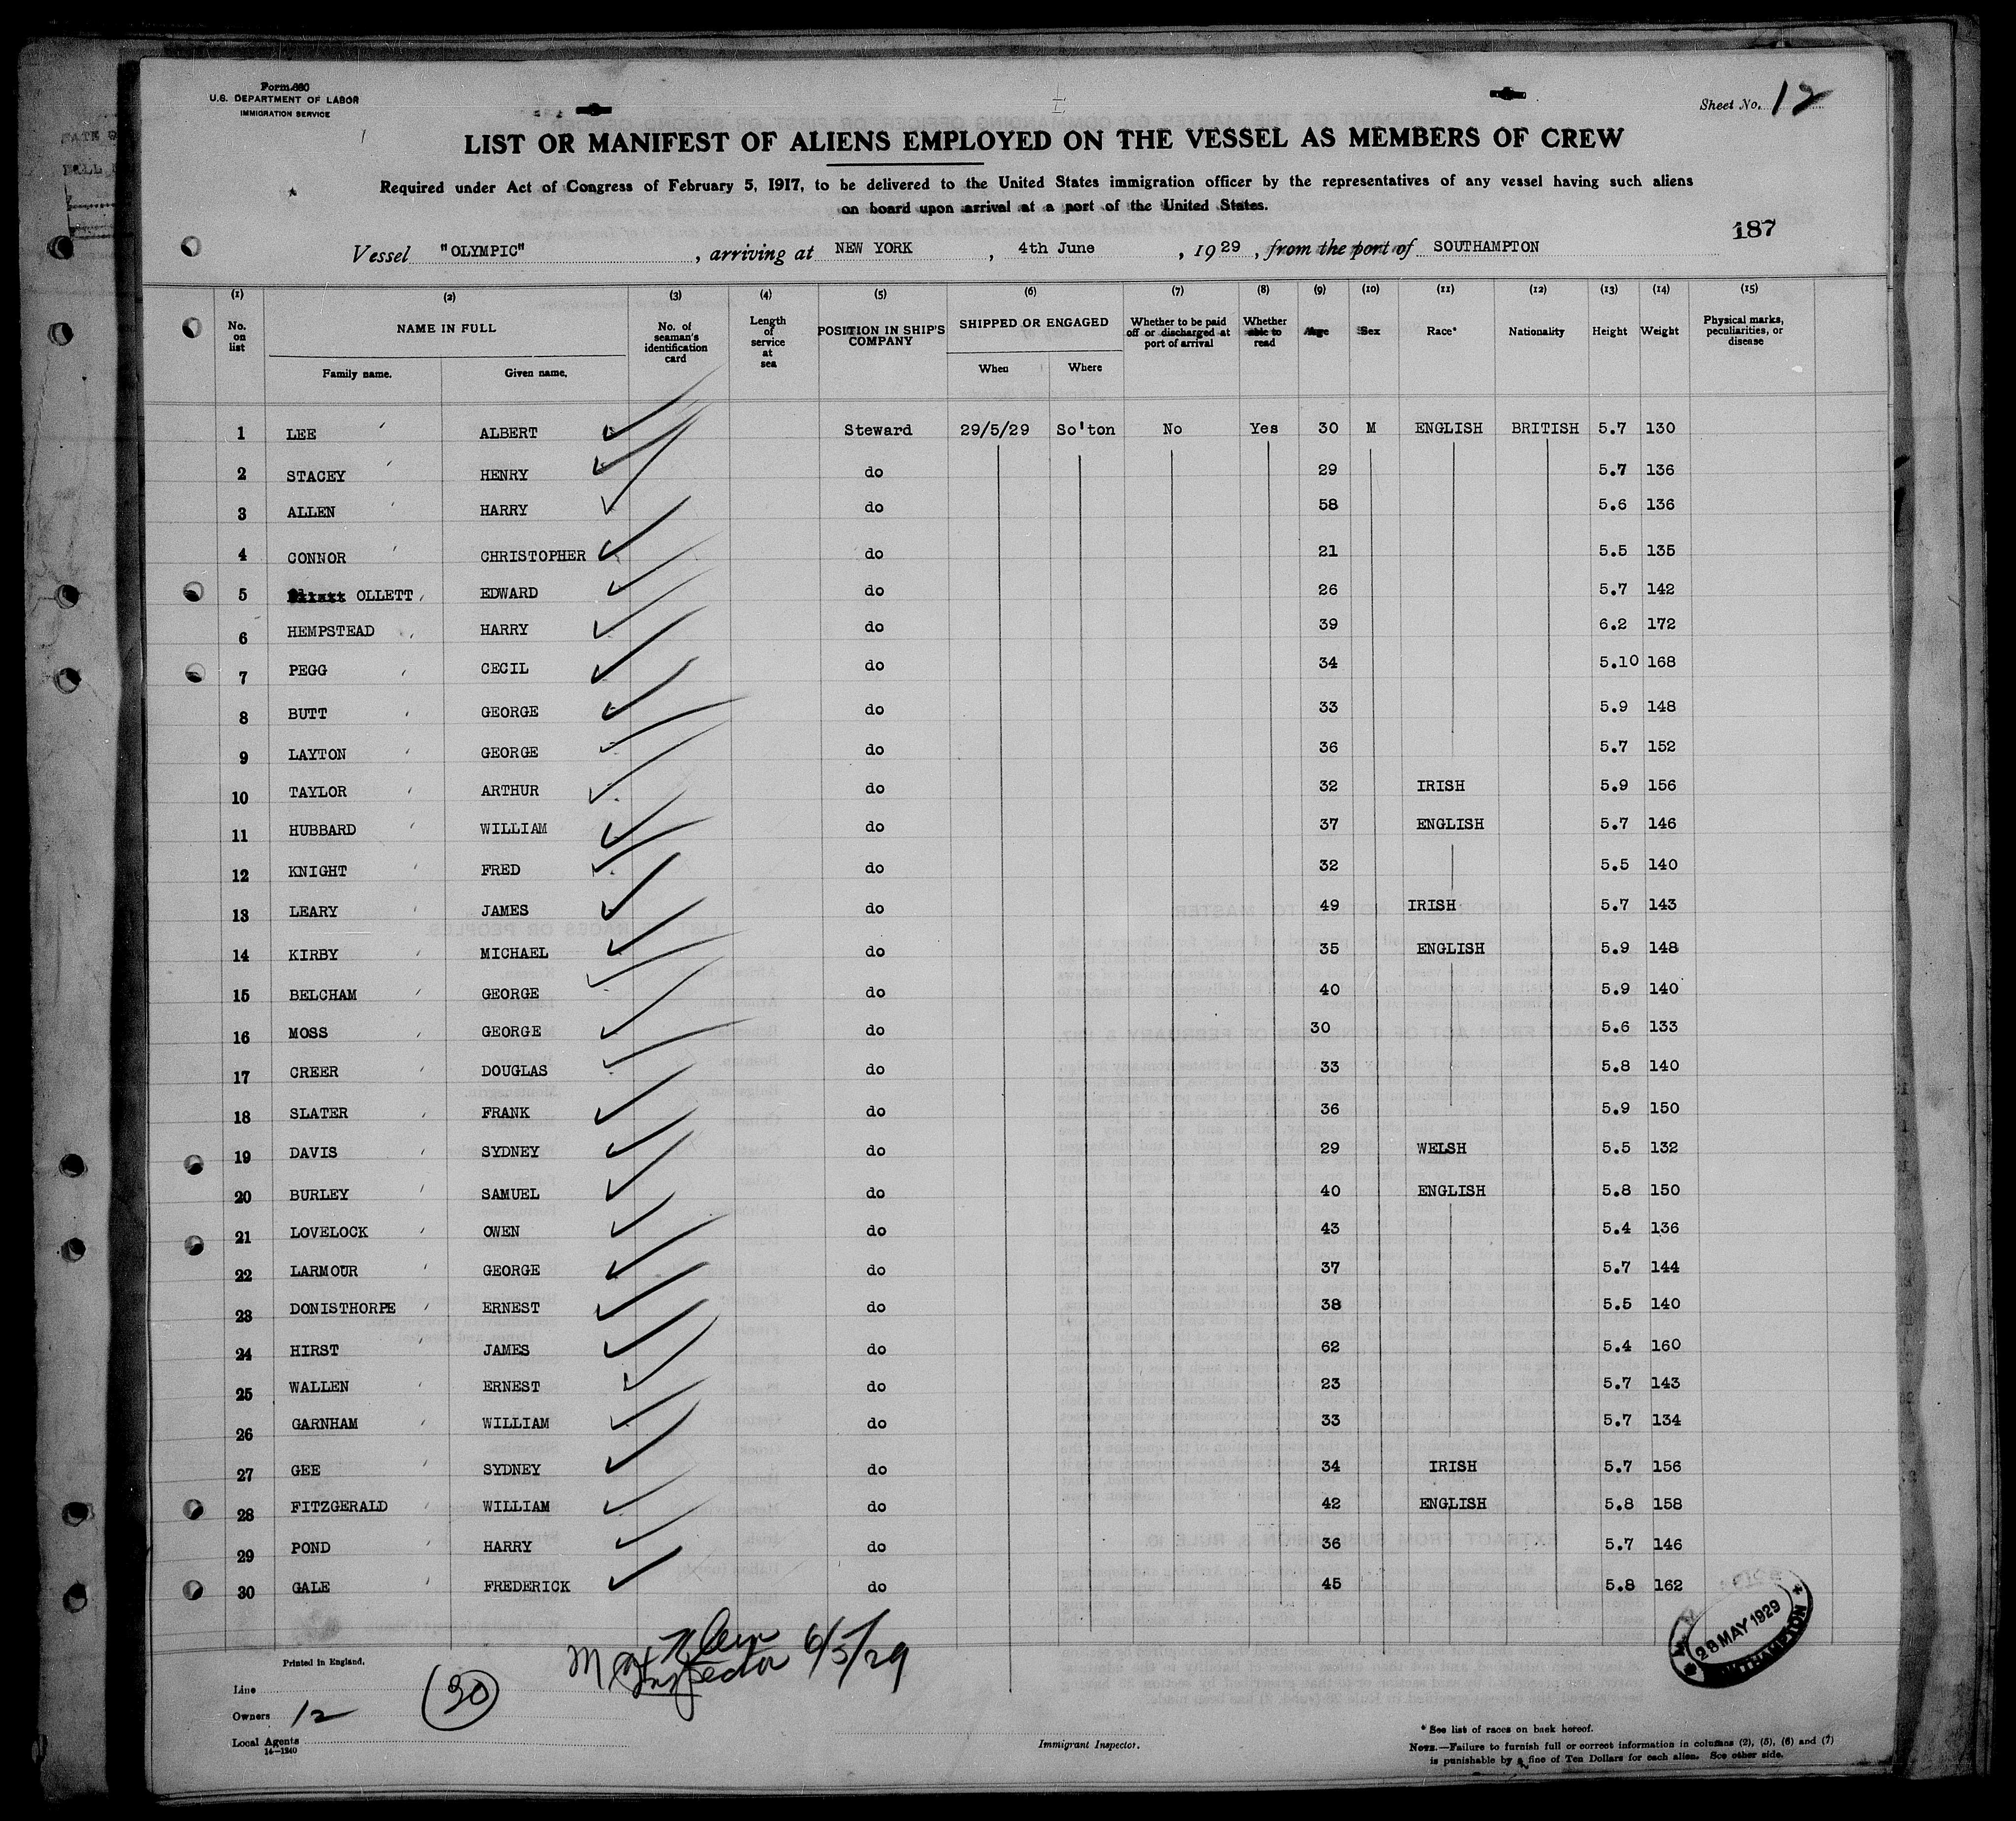 Form 680
U.S. DEPARTMENT OF LABOR
IMMIGRATION SERVICE
Sheet No. 12
LIST OR MANIFEST OF ALIENS EMPLOYED ON THE VESSEL AS MEMBERS OF CREW
Required under Act of Congress of February 5, 1917, to be delivered to the United States immigration officer by the representatives of any vessel having such aliens
on board upon arrival at a port of the United States.
187
Vessel "OLYMPIC", arriving at NEW YORK, 4th June, 1929, from the port of SOUTHAMPTON
(1) (2) (3) (4) (5) (6) (7) (8) (9) (10) (11) (12) (13) (14) (15)
No. on list NAME IN FULL No. of seaman's identification card Length of service at sea POSITION IN SHIP'S COMPANY SHIPPED OR ENGAGED Whether to be paid off or discharged at port of arrival Whether able to read Age Sex Race* Nationality Height Weight Physical marks, peculiarities, or disease
Family name. Given name. When Where
1 LEE ALBERT Steward 29/5/29 So'ton No Yes 30 M ENGLISH BRITISH 5.7 130
2 STACEY HENRY do 29 5.7 136
3 ALLEN HARRY do 58 5.6 136
4 CONNOR CHRISTOPHER do 21 5.5 135
5 OLLETT EDWARD do 26 5.7 142
6 HEMPSTEAD HARRY do 39 6.2 172
7 PEGG CECIL do 34 5.10 168
8 BUTT GEORGE do 33 5.9 148
9 LAYTON GEORGE do 36 5.7 152
10 TAYLOR ARTHUR do 32 IRISH 5.9 156
11 HUBBARD WILLIAM do 37 ENGLISH 5.7 146
12 KNIGHT FRED do 32 5.5 140
13 LEARY JAMES do 49 IRISH 5.7 143
14 KIRBY MICHAEL do 35 ENGLISH 5.9 148
15 BELCHAM GEORGE do 40 5.9 140
16 MOSS GEORGE do 30 5.6 133
17 CREER DOUGLAS do 33 5.8 140
18 SLATER FRANK do 36 5.9 150
19 DAVIS SYDNEY do 29 WELSH 5.5 132
20 BURLEY SAMUEL do 40 ENGLISH 5.8 150
21 LOVELOCK OWEN do 43 5.4 136
22 LARMOUR GEORGE do 37 5.7 144
23 DONISTHORPE ERNEST do 38 5.5 140
24 HIRST JAMES do 62 5.4 160
25 WALLEN ERNEST do 23 5.7 143
26 GARNHAM WILLIAM do 33 5.7 134
27 GEE SYDNEY do 34 IRISH 5.7 156
28 FITZGERALD WILLIAM do 42 ENGLISH 5.8 158
29 POND HARRY do 36 5.7 146
30 GALE FREDERICK do 45 5.8 162
28 MAY 1929
Printed in England.
Inspector 6/5/29
Line
Owners 12
30
Local Agents
14-1240
Immigrant Inspector.
* See list of races on back hereof.
NOTE.—Failure to furnish full or correct information in columns (2), (5), (6) and (7)
is punishable by a fine of Ten Dollars for each alien. See other side.